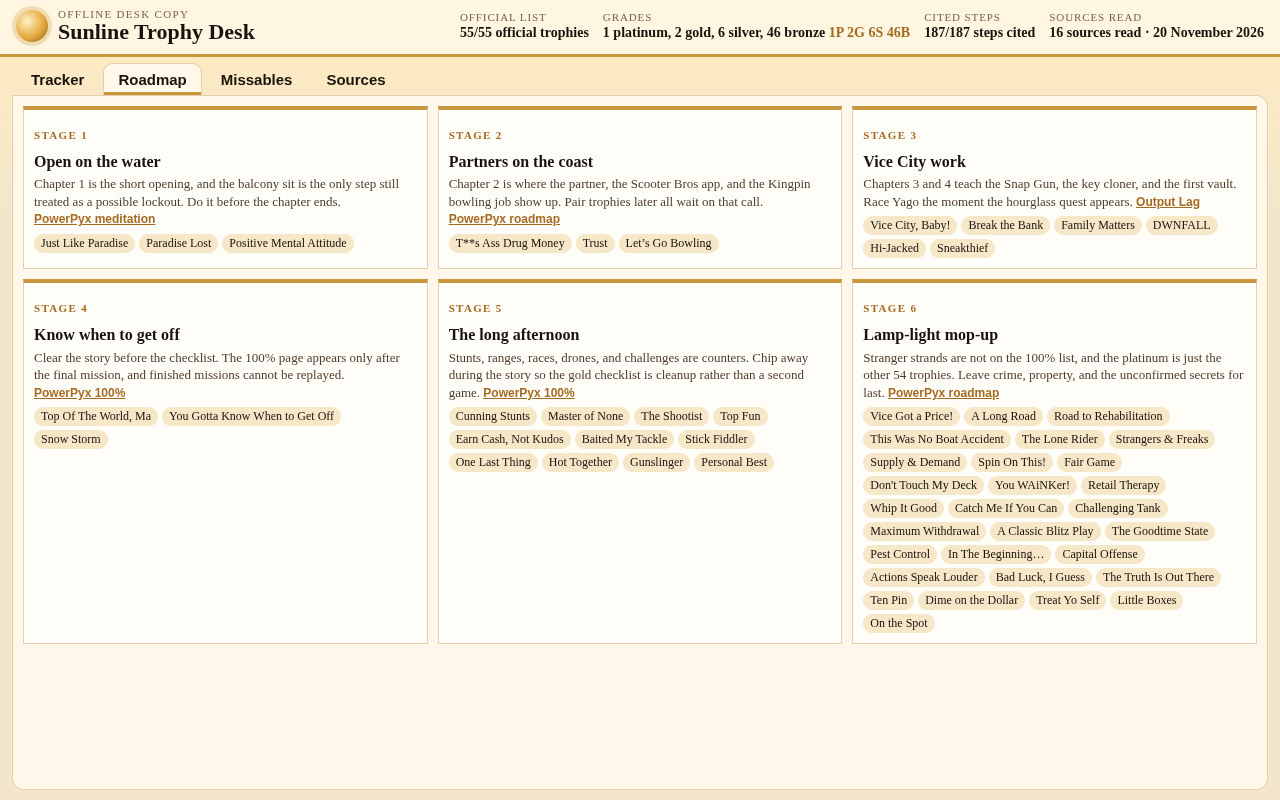 OFFLINE DESK COPY
Sunline Trophy Desk
OFFICIAL LIST
55/55 official trophies
GRADES
1 platinum, 2 gold, 6 silver, 46 bronze 1P 2G 6S 46B
CITED STEPS
187/187 steps cited
SOURCES READ
16 sources read · 20 November 2026
Tracker
Roadmap
Missables
Sources
STAGE 1
Open on the water
Chapter 1 is the short opening, and the balcony sit is the only step still
treated as a possible lockout. Do it before the chapter ends.
PowerPyx meditation
Just Like Paradise
Paradise Lost
Positive Mental Attitude
STAGE 2
Partners on the coast
Chapter 2 is where the partner, the Scooter Bros app, and the Kingpin
bowling job show up. Pair trophies later all wait on that call.
PowerPyx roadmap
T**s Ass Drug Money
Trust
Let’s Go Bowling
STAGE 3
Vice City work
Chapters 3 and 4 teach the Snap Gun, the key cloner, and the first vault.
Race Yago the moment the hourglass quest appears. Output Lag
Vice City, Baby!
Break the Bank
Family Matters
DWNFALL
Hi-Jacked
Sneakthief
STAGE 4
Know when to get off
Clear the story before the checklist. The 100% page appears only after
the final mission, and finished missions cannot be replayed.
PowerPyx 100%
Top Of The World, Ma
You Gotta Know When to Get Off
Snow Storm
STAGE 5
The long afternoon
Stunts, ranges, races, drones, and challenges are counters. Chip away
during the story so the gold checklist is cleanup rather than a second
game. PowerPyx 100%
Cunning Stunts
Master of None
The Shootist
Top Fun
Earn Cash, Not Kudos
Baited My Tackle
Stick Fiddler
One Last Thing
Hot Together
Gunslinger
Personal Best
STAGE 6
Lamp-light mop-up
Stranger strands are not on the 100% list, and the platinum is just the
other 54 trophies. Leave crime, property, and the unconfirmed secrets for
last. PowerPyx roadmap
Vice Got a Price!
A Long Road
Road to Rehabilitation
This Was No Boat Accident
The Lone Rider
Strangers & Freaks
Supply & Demand
Spin On This!
Fair Game
Don't Touch My Deck
You WAiNKer!
Retail Therapy
Whip It Good
Catch Me If You Can
Challenging Tank
Maximum Withdrawal
A Classic Blitz Play
The Goodtime State
Pest Control
In The Beginning…
Capital Offense
Actions Speak Louder
Bad Luck, I Guess
The Truth Is Out There
Ten Pin
Dime on the Dollar
Treat Yo Self
Little Boxes
On the Spot